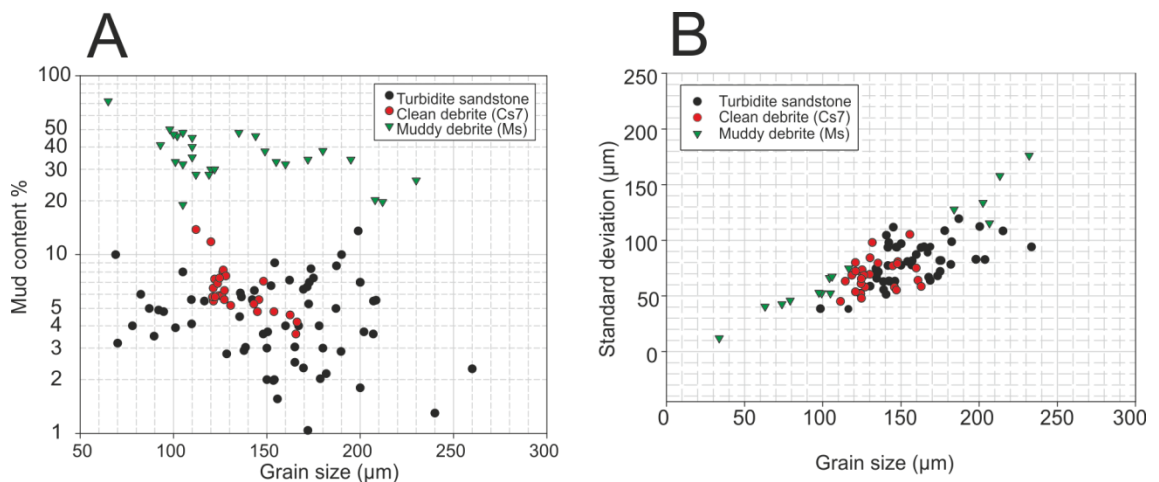 A
100
50
40
30
20
10
5
4
3
2
1
Mud content %
Turbidite sandstone
Clean debrite (Cs7)
Muddy debrite (Ms)
50
100
150
200
250
300
Grain size (µm)
B
250
200
150
100
50
0
Standard deviation (µm)
Turbidite sandstone
Clean debrite (Cs7)
Muddy debrite (Ms)
0
50
100
150
200
250
300
Grain size (µm)